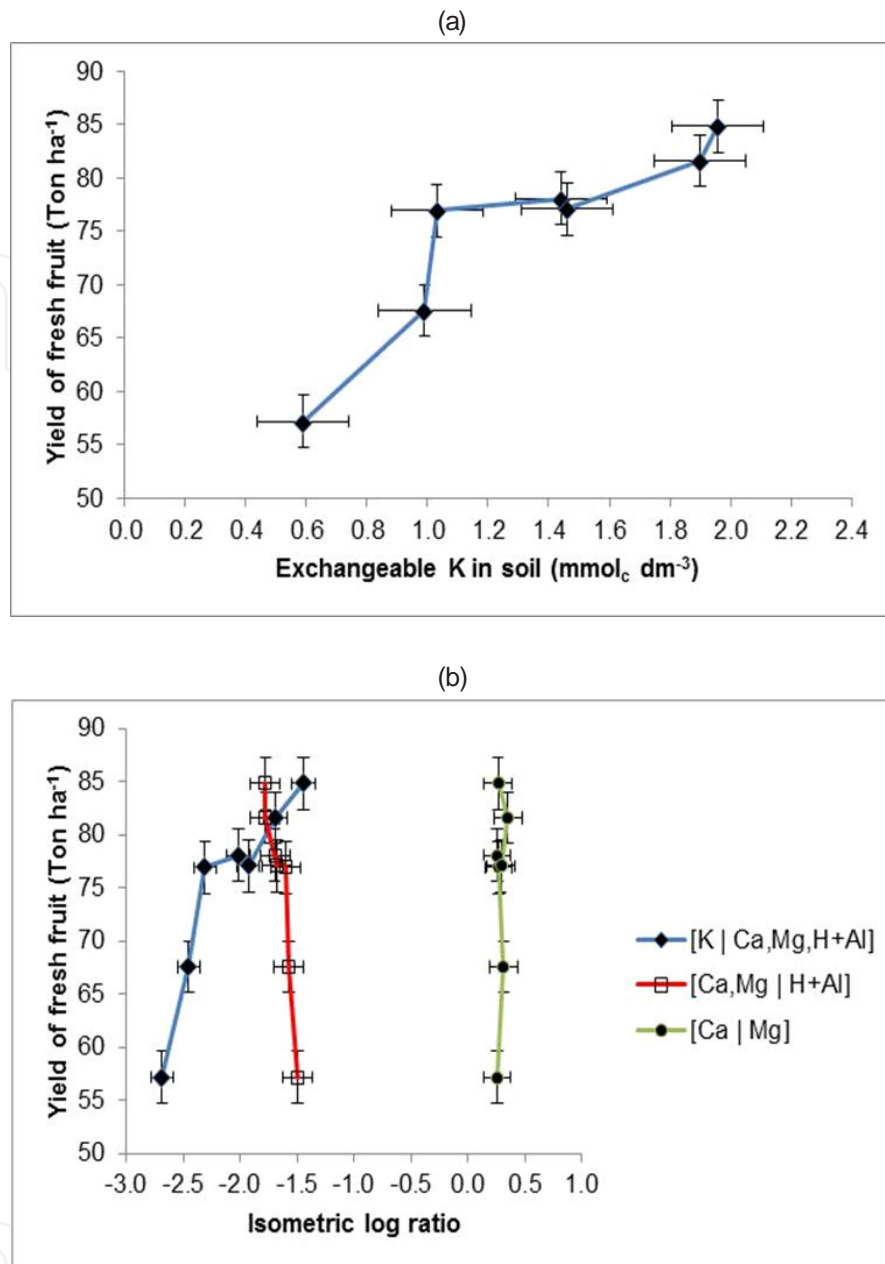 (a)
Yield of fresh fruit (Ton ha⁻¹)
90
85
80
75
70
65
60
55
50
0.0 0.2 0.4 0.6 0.8 1.0 1.2 1.4 1.6 1.8 2.0 2.2 2.4
Exchangeable K in soil (mmol꜀ dm⁻³)
(b)
Yield of fresh fruit (Ton ha⁻¹)
90
85
80
75
70
65
60
55
50
-3.0 -2.5 -2.0 -1.5 -1.0 -0.5 0.0 0.5 1.0
Isometric log ratio
[K | Ca,Mg,H+Al]
[Ca,Mg | H+Al]
[Ca | Mg]